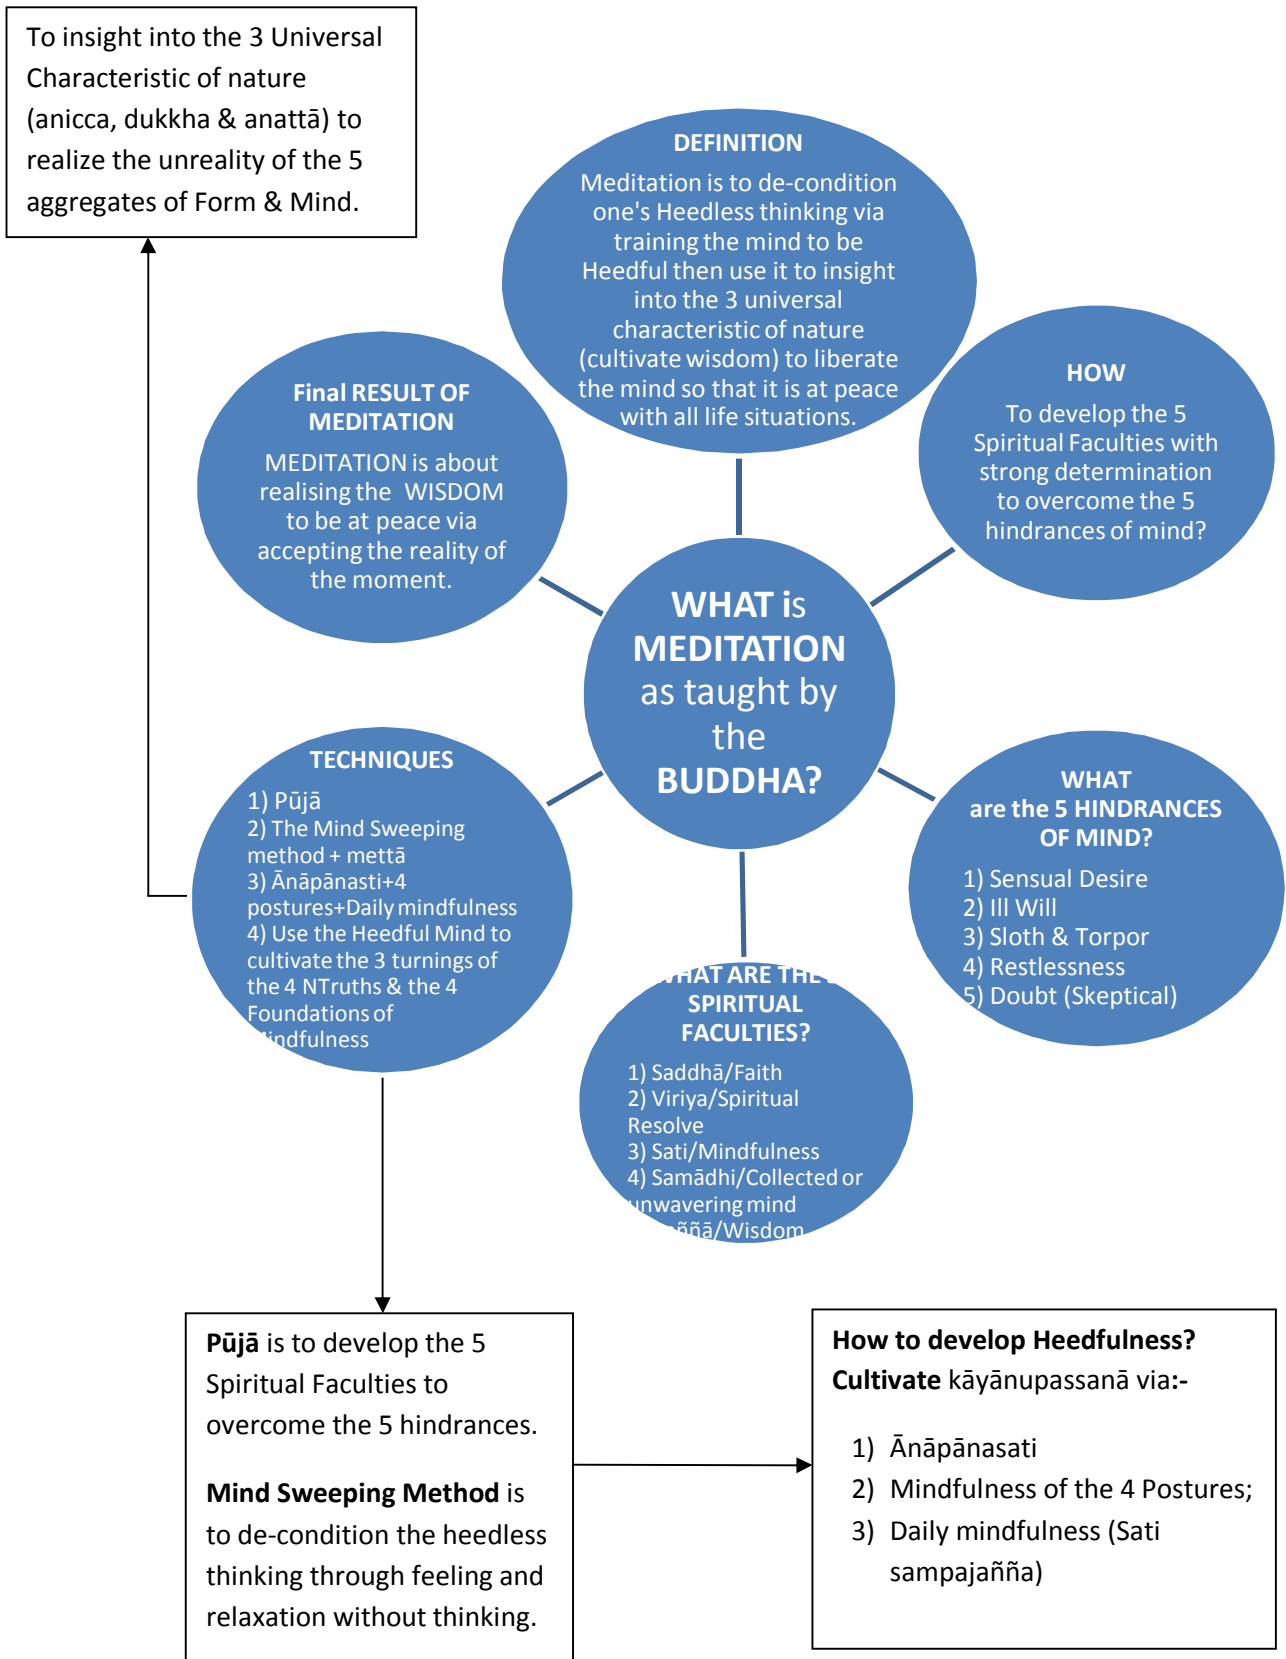 To insight into the 3 Universal
Characteristic of nature
(anicca, dukkha & anattā) to
realize the unreality of the 5
aggregates of Form & Mind.
DEFINITION
Meditation is to de-condition
one's Heedless thinking via
training the mind to be
Heedful then use it to insight
into the 3 universal
characteristic of nature
(cultivate wisdom) to liberate
the mind so that it is at peace
with all life situations.
HOW
To develop the 5
Spiritual Faculties with
strong determination
to overcome the 5
hindrances of mind?
Final RESULT OF
MEDITATION
MEDITATION is about
realising the WISDOM
to be at peace via
accepting the reality of
the moment.
WHAT is
MEDITATION
as taught by
the
BUDDHA?
TECHNIQUES
1) Pūjā
2) The Mind Sweeping
method + mettā
3) Ānāpānasti+4
postures+Daily mindfulness
4) Use the Heedful Mind to
cultivate the 3 turnings of
the 4 NTruths & the 4
Foundations of
Mindfulness
WHAT
are the 5 HINDRANCES
OF MIND?
1) Sensual Desire
2) Ill Will
3) Sloth & Torpor
4) Restlessness
5) Doubt (Skeptical)
WHAT ARE THE
SPIRITUAL
FACULTIES?
1) Saddhā/Faith
2) Viriya/Spiritual
Resolve
3) Sati/Mindfulness
4) Samādhi/Collected or
unwavering mind
aññā/Wisdom
Pūjā is to develop the 5
Spiritual Faculties to
overcome the 5 hindrances.
Mind Sweeping Method is
to de-condition the heedless
thinking through feeling and
relaxation without thinking.
How to develop Heedfulness?
Cultivate kāyānupassanā via:-
1) Ānāpānasati
2) Mindfulness of the 4 Postures;
3) Daily mindfulness (Sati
sampajañña)